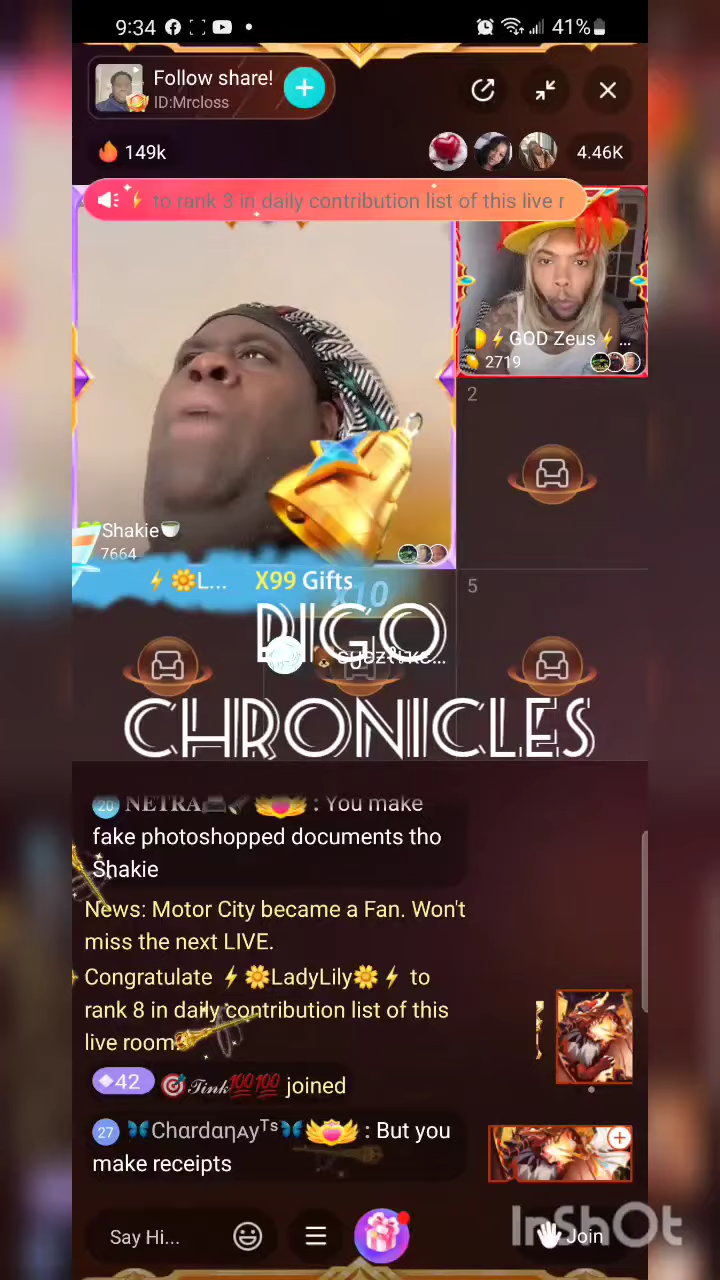 9:34
41%
Follow share!
ID:Mrcloss
149k
4.46K
⚡ to rank 3 in daily contribution list of this live r
⚡GOD Zeus⚡...
2719
2
Shakie🍵
7664
⚡🌼L... X99 Gifts
X10
5
BIGO
CHRONICLES
20 NETRA : You make
fake photoshopped documents tho
Shakie
News: Motor City became a Fan. Won't
miss the next LIVE.
Congratulate ⚡🌼LadyLily🌼⚡ to
rank 8 in daily contribution list of this
live room.
42 🎯Tink💯💯 joined
27 🦋ChardaηAyᵀˢ🦋 : But you
make receipts
Say Hi...
Join
InShOt